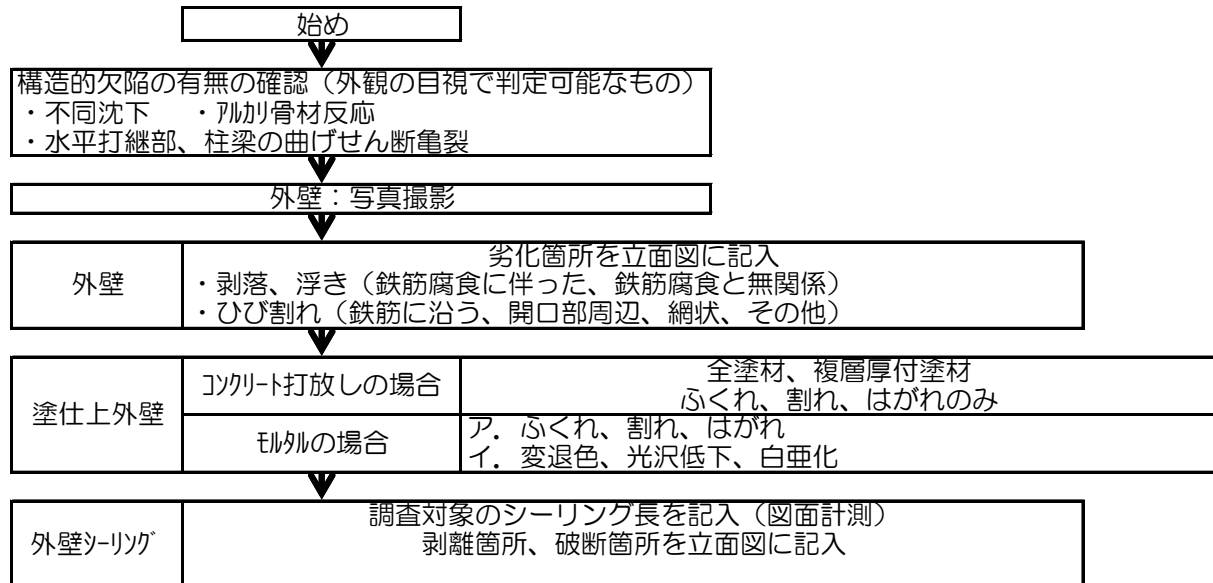 始め
構造的欠陥の有無の確認（外観の目視で判定可能なもの）
・不同沈下　・ｱﾙｶﾘ骨材反応
・水平打継部、柱梁の曲げせん断亀裂
外壁：写真撮影
外壁
劣化箇所を立面図に記入
・剥落、浮き（鉄筋腐食に伴った、鉄筋腐食と無関係）
・ひび割れ（鉄筋に沿う、開口部周辺、網状、その他）
塗仕上外壁
ｺﾝｸﾘｰﾄ打放しの場合
全塗材、複層厚付塗材
ふくれ、割れ、はがれのみ
ﾓﾙﾀﾙの場合
ア．ふくれ、割れ、はがれ
イ．変退色、光沢低下、白亜化
外壁ｼｰﾘﾝｸﾞ
調査対象のシーリング長を記入（図面計測）
剥離箇所、破断箇所を立面図に記入